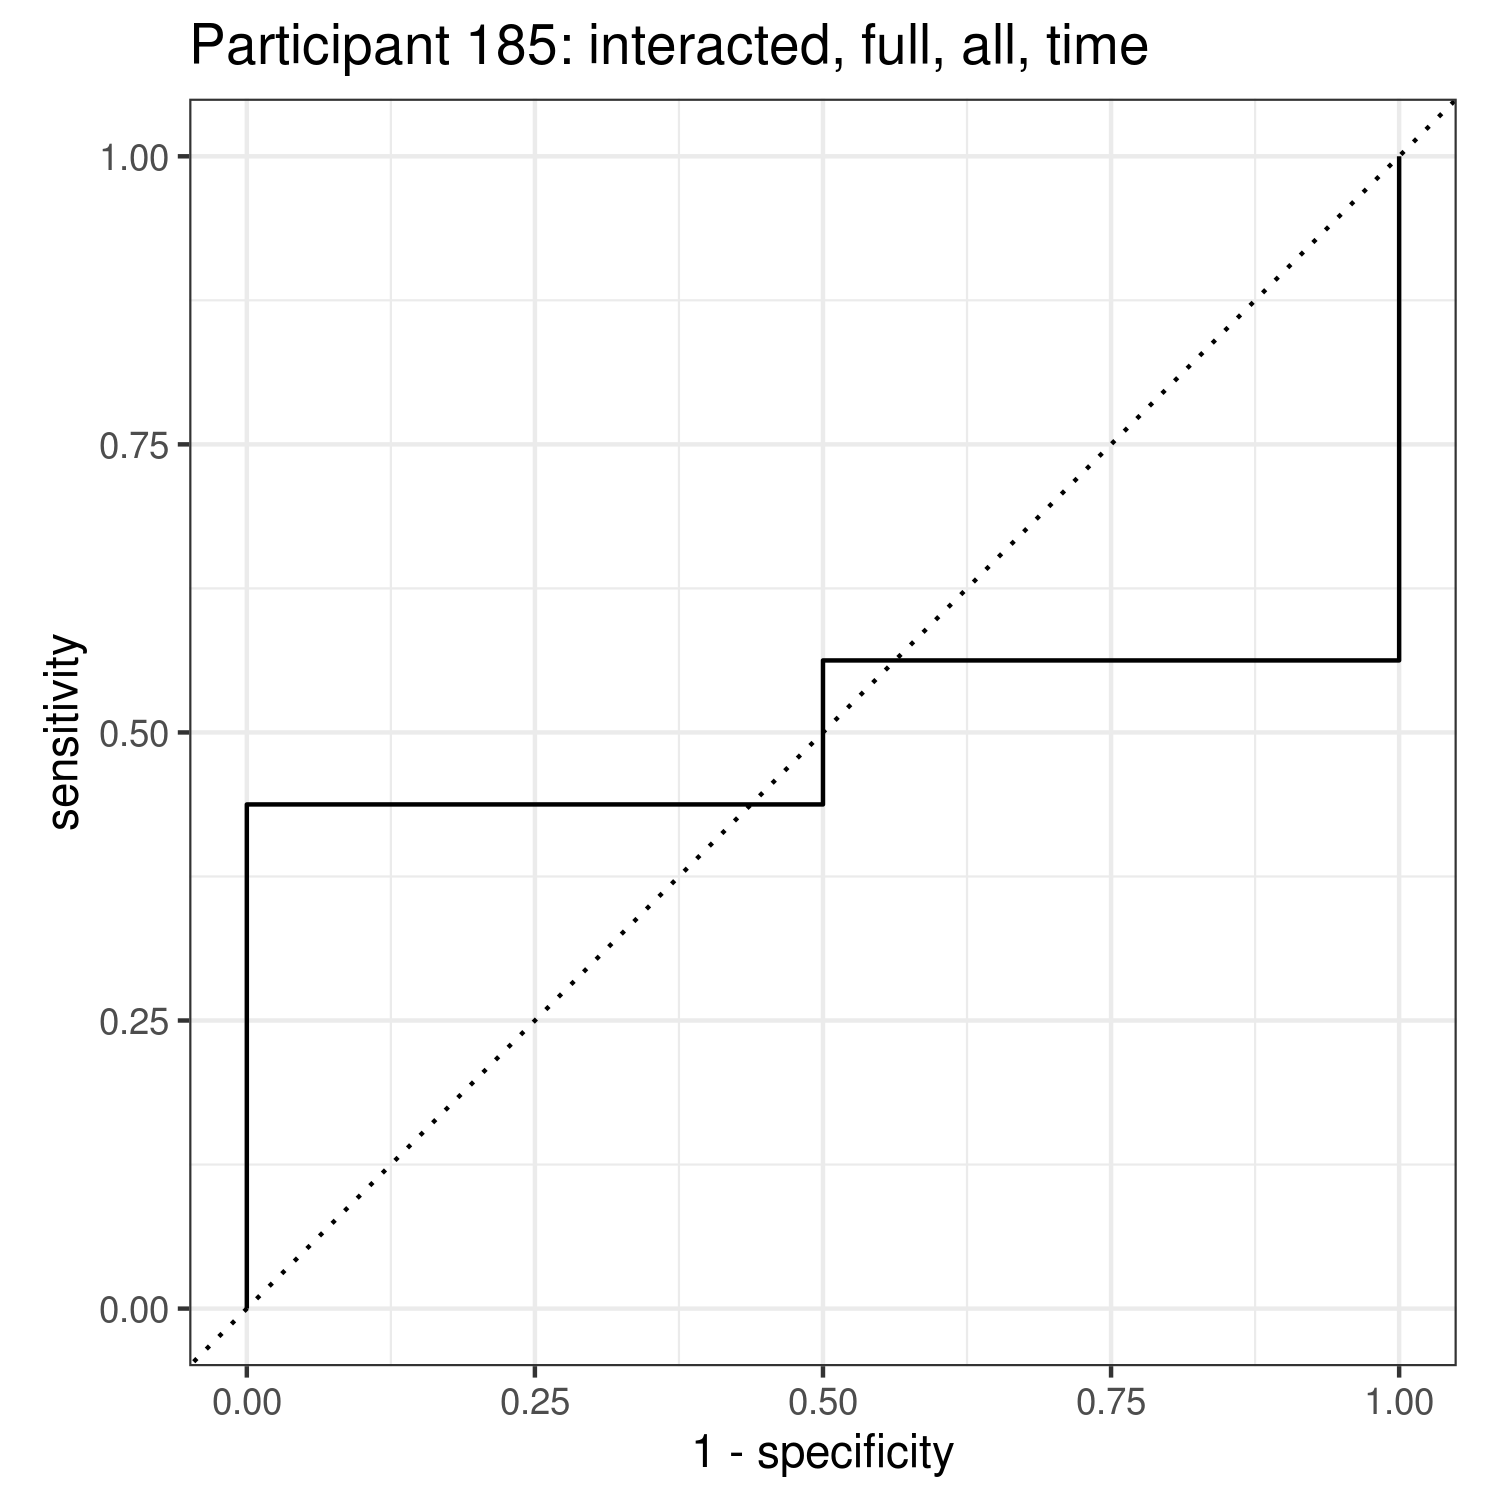 Participant 185: interacted, full, all, time
sensitivity
1.00
0.75
0.50
0.25
0.00
0.00 0.25 0.50 0.75 1.00
1 - specificity